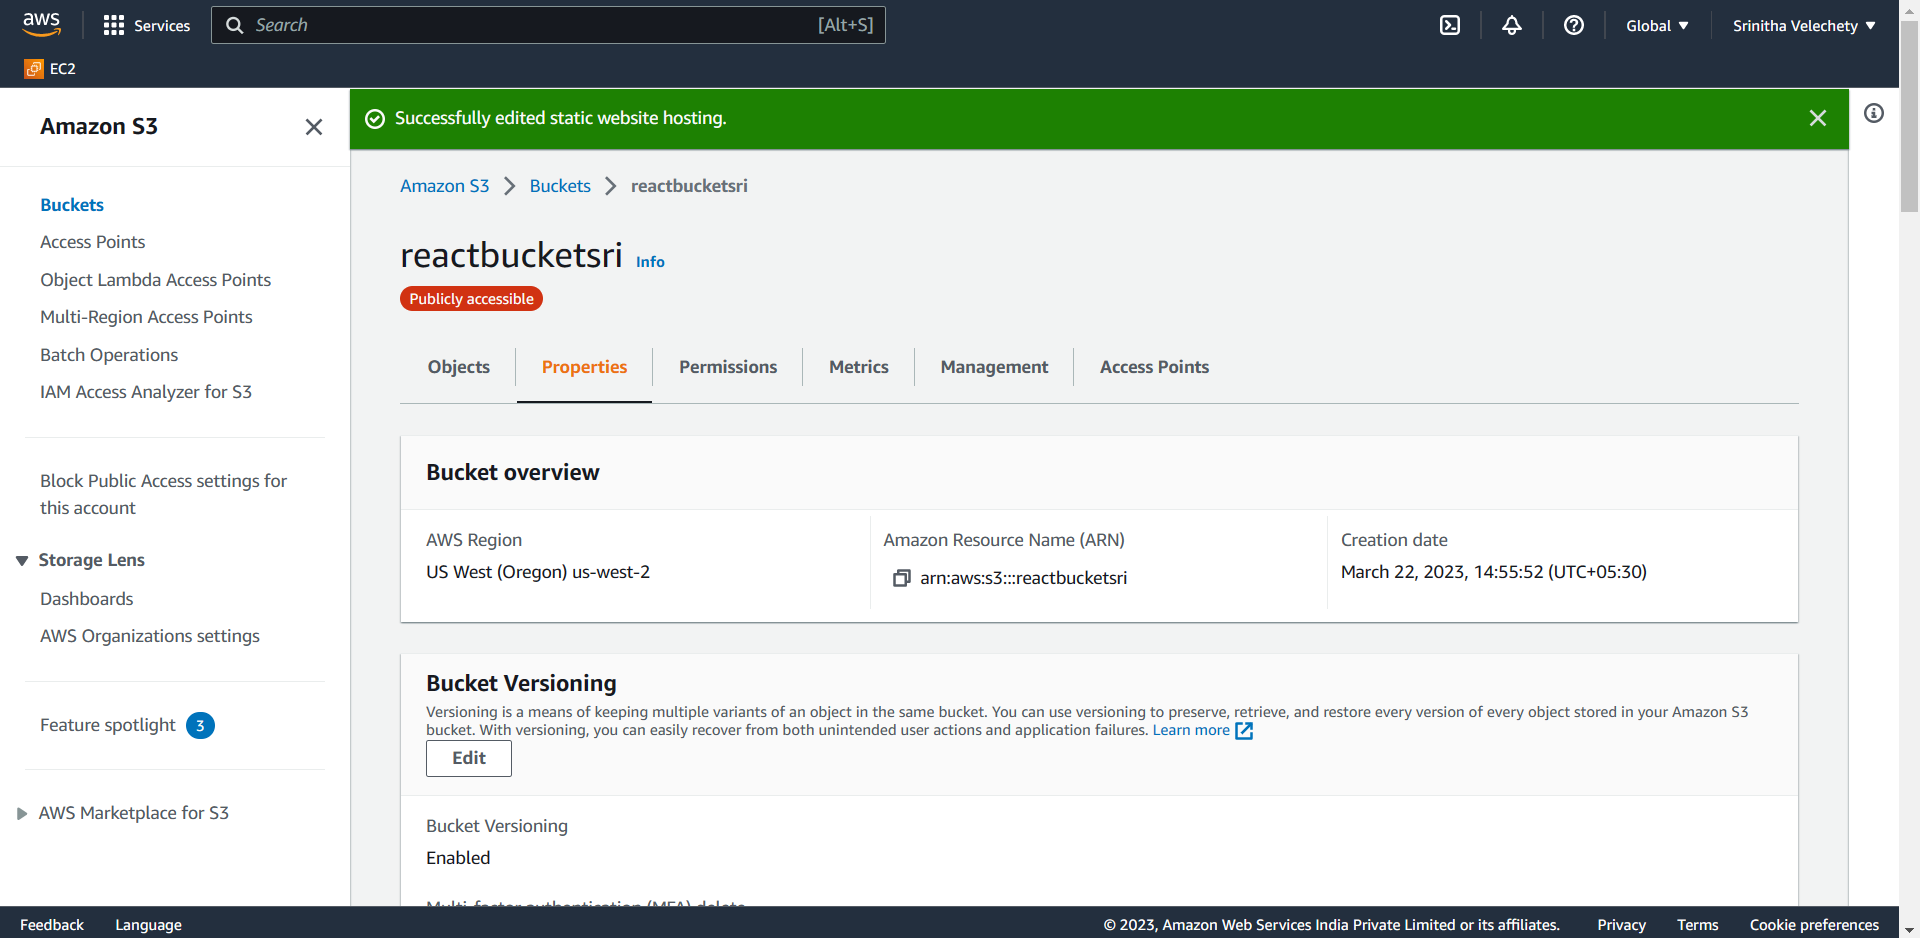 aws
Services
Search
[Alt+S]
Global
Srinitha Velechety
EC2
Amazon S3
Buckets
Access Points
Object Lambda Access Points
Multi-Region Access Points
Batch Operations
IAM Access Analyzer for S3
Block Public Access settings for
this account
Storage Lens
Dashboards
AWS Organizations settings
Feature spotlight 3
AWS Marketplace for S3
Successfully edited static website hosting.
Amazon S3 > Buckets > reactbucketsri
reactbucketsri Info
Publicly accessible
Objects
Properties
Permissions
Metrics
Management
Access Points
Bucket overview
AWS Region
US West (Oregon) us-west-2
Amazon Resource Name (ARN)
arn:aws:s3:::reactbucketsri
Creation date
March 22, 2023, 14:55:52 (UTC+05:30)
Bucket Versioning
Versioning is a means of keeping multiple variants of an object in the same bucket. You can use versioning to preserve, retrieve, and restore every version of every object stored in your Amazon S3
bucket. With versioning, you can easily recover from both unintended user actions and application failures. Learn more
Edit
Bucket Versioning
Enabled
Multi-factor authentication (MFA) delete
Feedback
Language
© 2023, Amazon Web Services India Private Limited or its affiliates.
Privacy
Terms
Cookie preferences